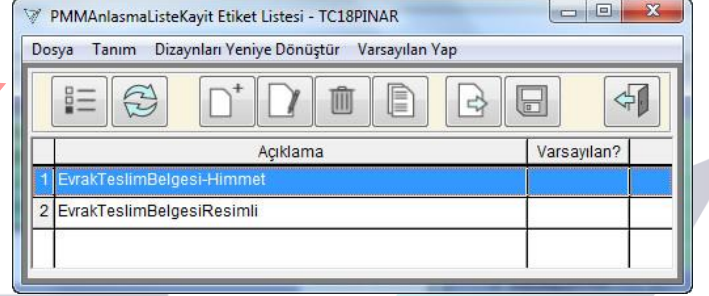 PMMAnlasmaListeKayit Etiket Listesi - TC18PINAR
Dosya Tanım Dizaynları Yeniye Dönüştür Varsayılan Yap
Açıklama Varsayılan?
1 EvrakTeslimBelgesi-Himmet
2 EvrakTeslimBelgesiResimli